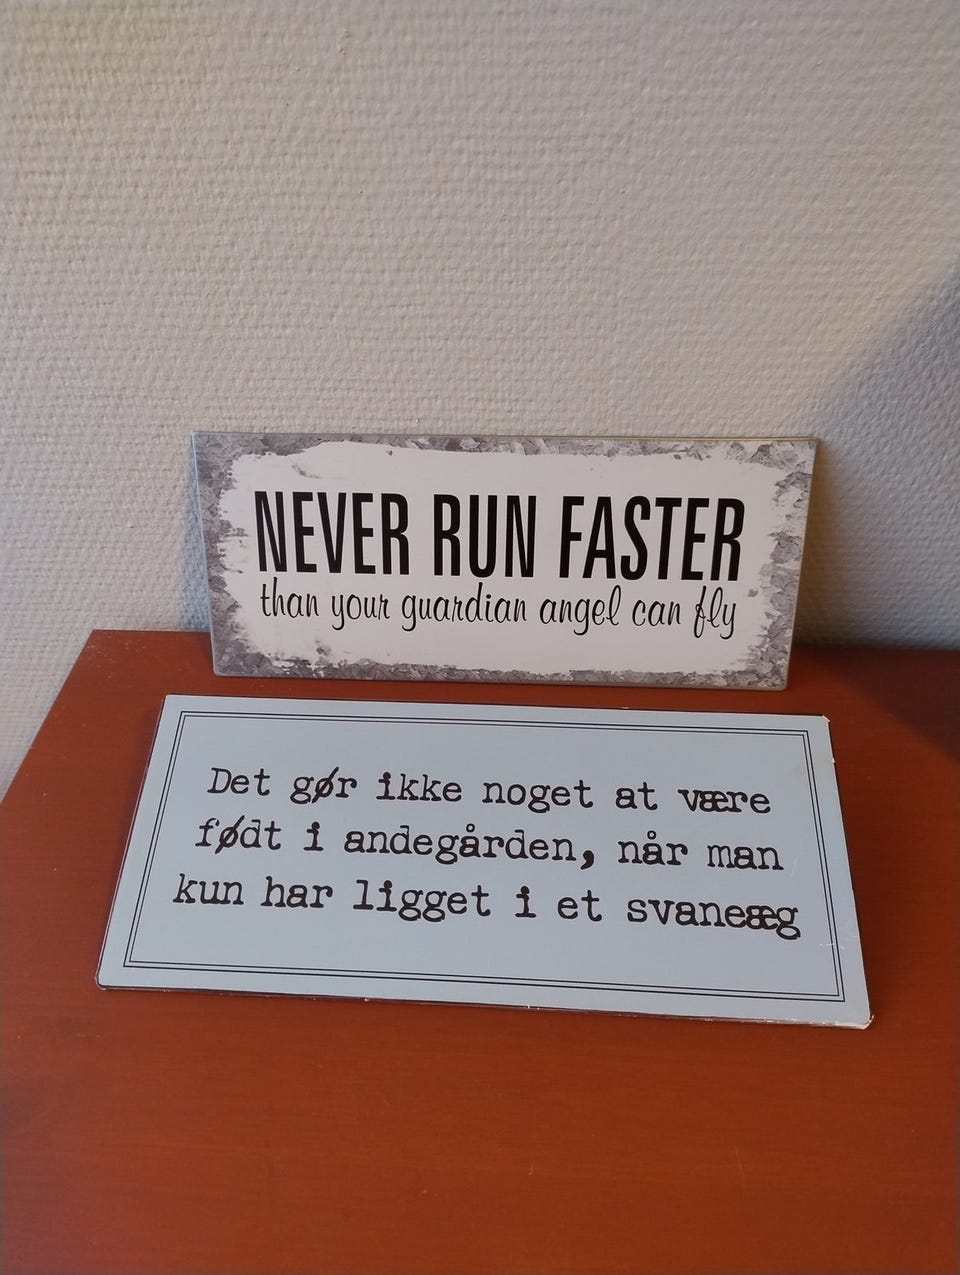 NEVER RUN FASTER
than your guardian angel can fly
Det gør ikke noget at være
født i andegården, når man
kun har ligget i et svaneæg